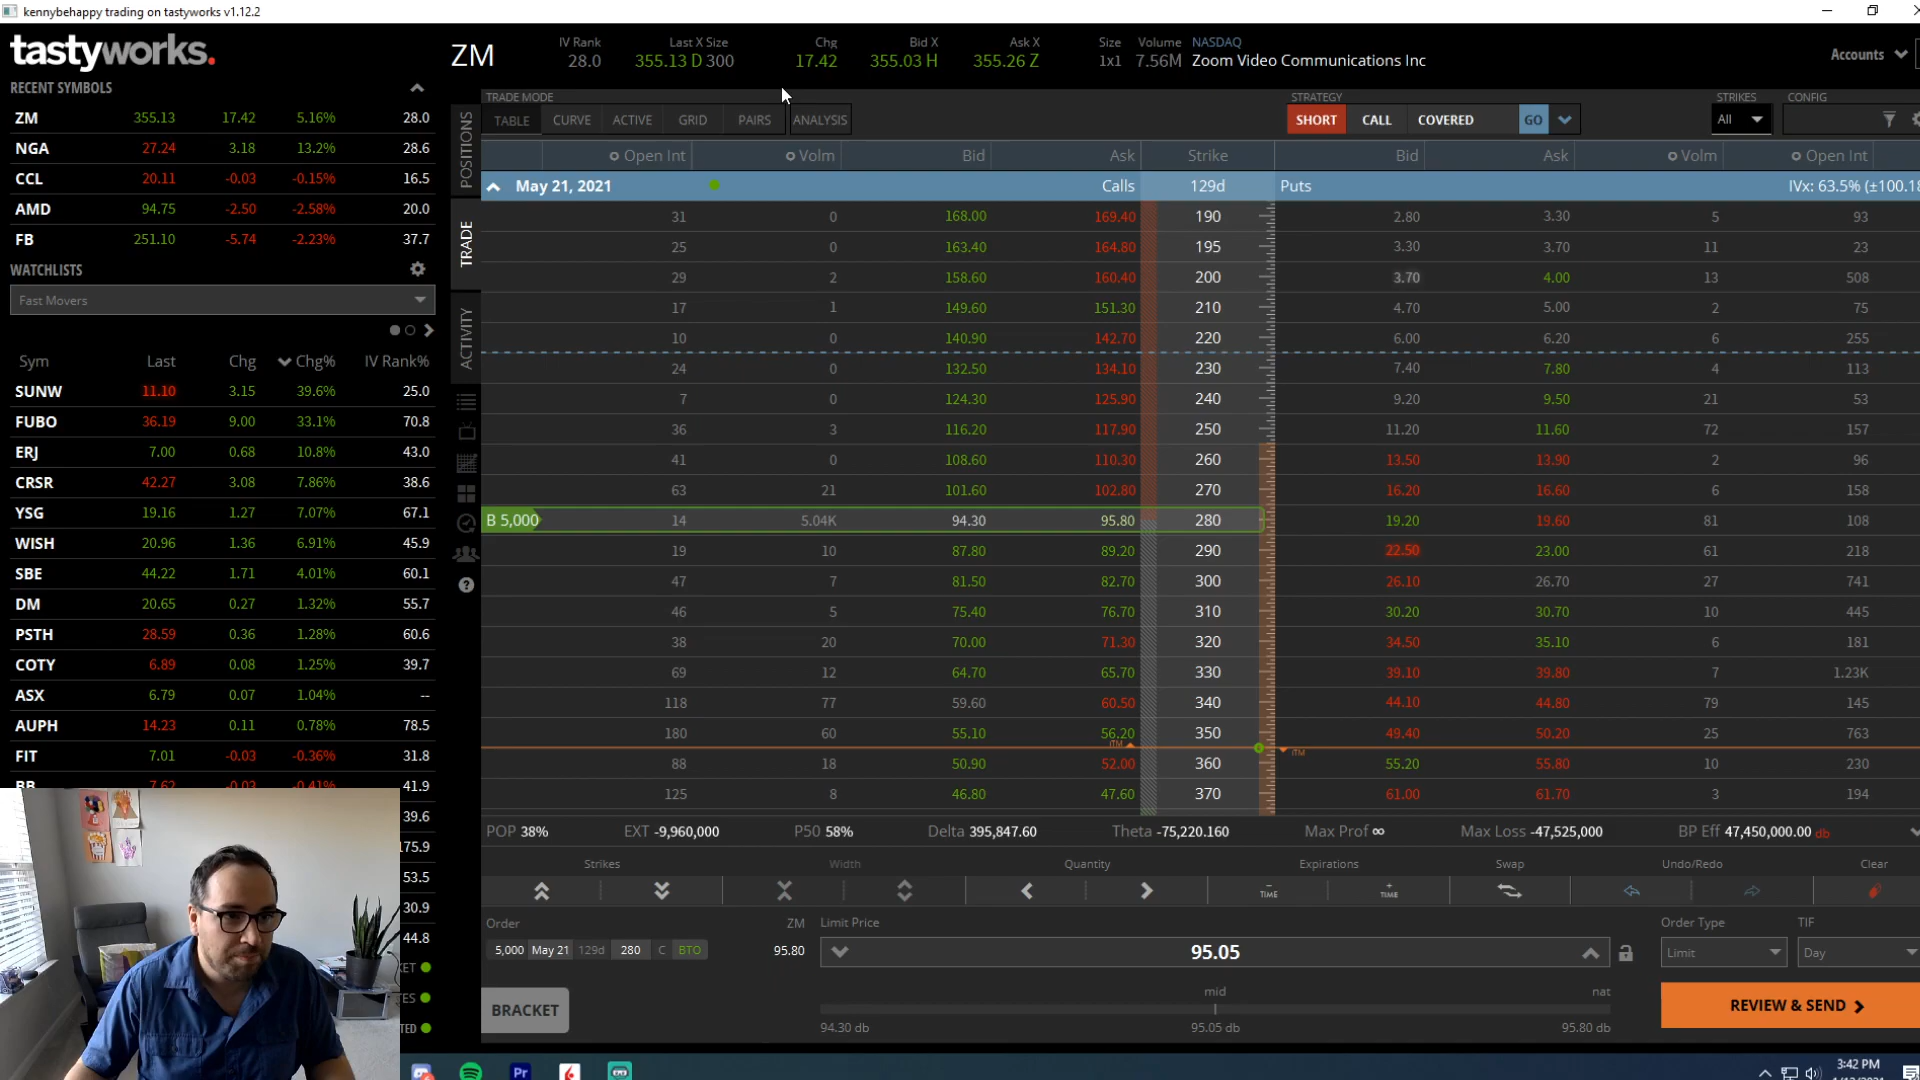 kennybehappy trading on tastyworks v1.12.2
tastyworks.
RECENT SYMBOLS
ZM 355.13 17.42 5.16% 28.0
NGA 27.24 3.18 13.2% 28.6
CCL 20.11 -0.03 -0.15% 16.5
AMD 94.75 -2.50 -2.58% 20.0
FB 251.10 -5.74 -2.23% 37.7
WATCHLISTS
Fast Movers
Sym Last Chg Chg% IV Rank%
SUNW 11.10 3.15 39.6% 25.0
FUBO 36.19 9.00 33.1% 70.8
ERJ 7.00 0.68 10.8% 43.0
CRSR 42.27 3.08 7.86% 38.6
YSG 19.16 1.27 7.07% 67.1
WISH 20.96 1.36 6.91% 45.9
SBE 44.22 1.71 4.01% 60.1
DM 20.65 0.27 1.32% 55.7
PSTH 28.59 0.36 1.28% 60.6
COTY 6.89 0.08 1.25% 39.7
ASX 6.79 0.07 1.04% --
AUPH 14.23 0.11 0.78% 78.5
FIT 7.01 -0.03 -0.36% 31.8
BB 7.62 -0.03 -0.41% 41.9
39.6
175.9
53.5
30.9
44.8
ZM
IV Rank Last X Size Chg Bid X Ask X Size Volume NASDAQ
28.0 355.13 D 300 17.42 355.03 H 355.26 Z 1x1 7.56M Zoom Video Communications Inc
Accounts
POSITIONS
TRADE
ACTIVITY
TRADE MODE
TABLE CURVE ACTIVE GRID PAIRS ANALYSIS
STRATEGY
SHORT CALL COVERED GO
STRIKES
All
CONFIG
Open Int Volm Bid Ask Strike Bid Ask Volm Open Int
May 21, 2021 Calls 129d Puts IVx: 63.5% (±100.18
31 0 168.00 169.40 190 2.80 3.30 5 93
25 0 163.40 164.80 195 3.30 3.70 11 23
29 2 158.60 160.40 200 3.70 4.00 13 508
17 1 149.60 151.30 210 4.70 5.00 2 75
10 0 140.90 142.70 220 6.00 6.20 6 255
24 0 132.50 134.10 230 7.40 7.80 4 113
7 0 124.30 125.90 240 9.20 9.50 21 53
36 3 116.20 117.90 250 11.20 11.60 72 157
41 0 108.60 110.30 260 13.50 13.90 2 96
63 21 101.60 102.80 270 16.20 16.60 6 158
B 5,000 14 5.04K 94.30 95.80 280 19.20 19.60 81 108
19 10 87.80 89.20 290 22.50 23.00 61 218
47 7 81.50 82.70 300 26.10 26.70 27 741
46 5 75.40 76.70 310 30.20 30.70 10 445
38 20 70.00 71.30 320 34.50 35.10 6 181
69 12 64.70 65.70 330 39.10 39.80 7 1.23K
118 77 59.60 60.50 340 44.10 44.80 79 145
180 60 55.10 56.20 350 49.40 50.20 25 763
ITM ITM
88 18 50.90 52.00 360 55.20 55.80 10 230
125 8 46.80 47.60 370 61.00 61.70 3 194
POP 38% EXT -9,960,000 P50 58% Delta 395,847.60 Theta -75,220.160 Max Prof ∞ Max Loss -47,525,000 BP Eff 47,450,000.00 db
Strikes Width Quantity Expirations Swap Undo/Redo Clear
TIME TIME
Order ZM Limit Price Order Type TIF
5,000 May 21 129d 280 C BTO 95.80 95.05 Limit Day
BRACKET
mid nat
94.30 db 95.05 db 95.80 db
REVIEW & SEND
3:42 PM